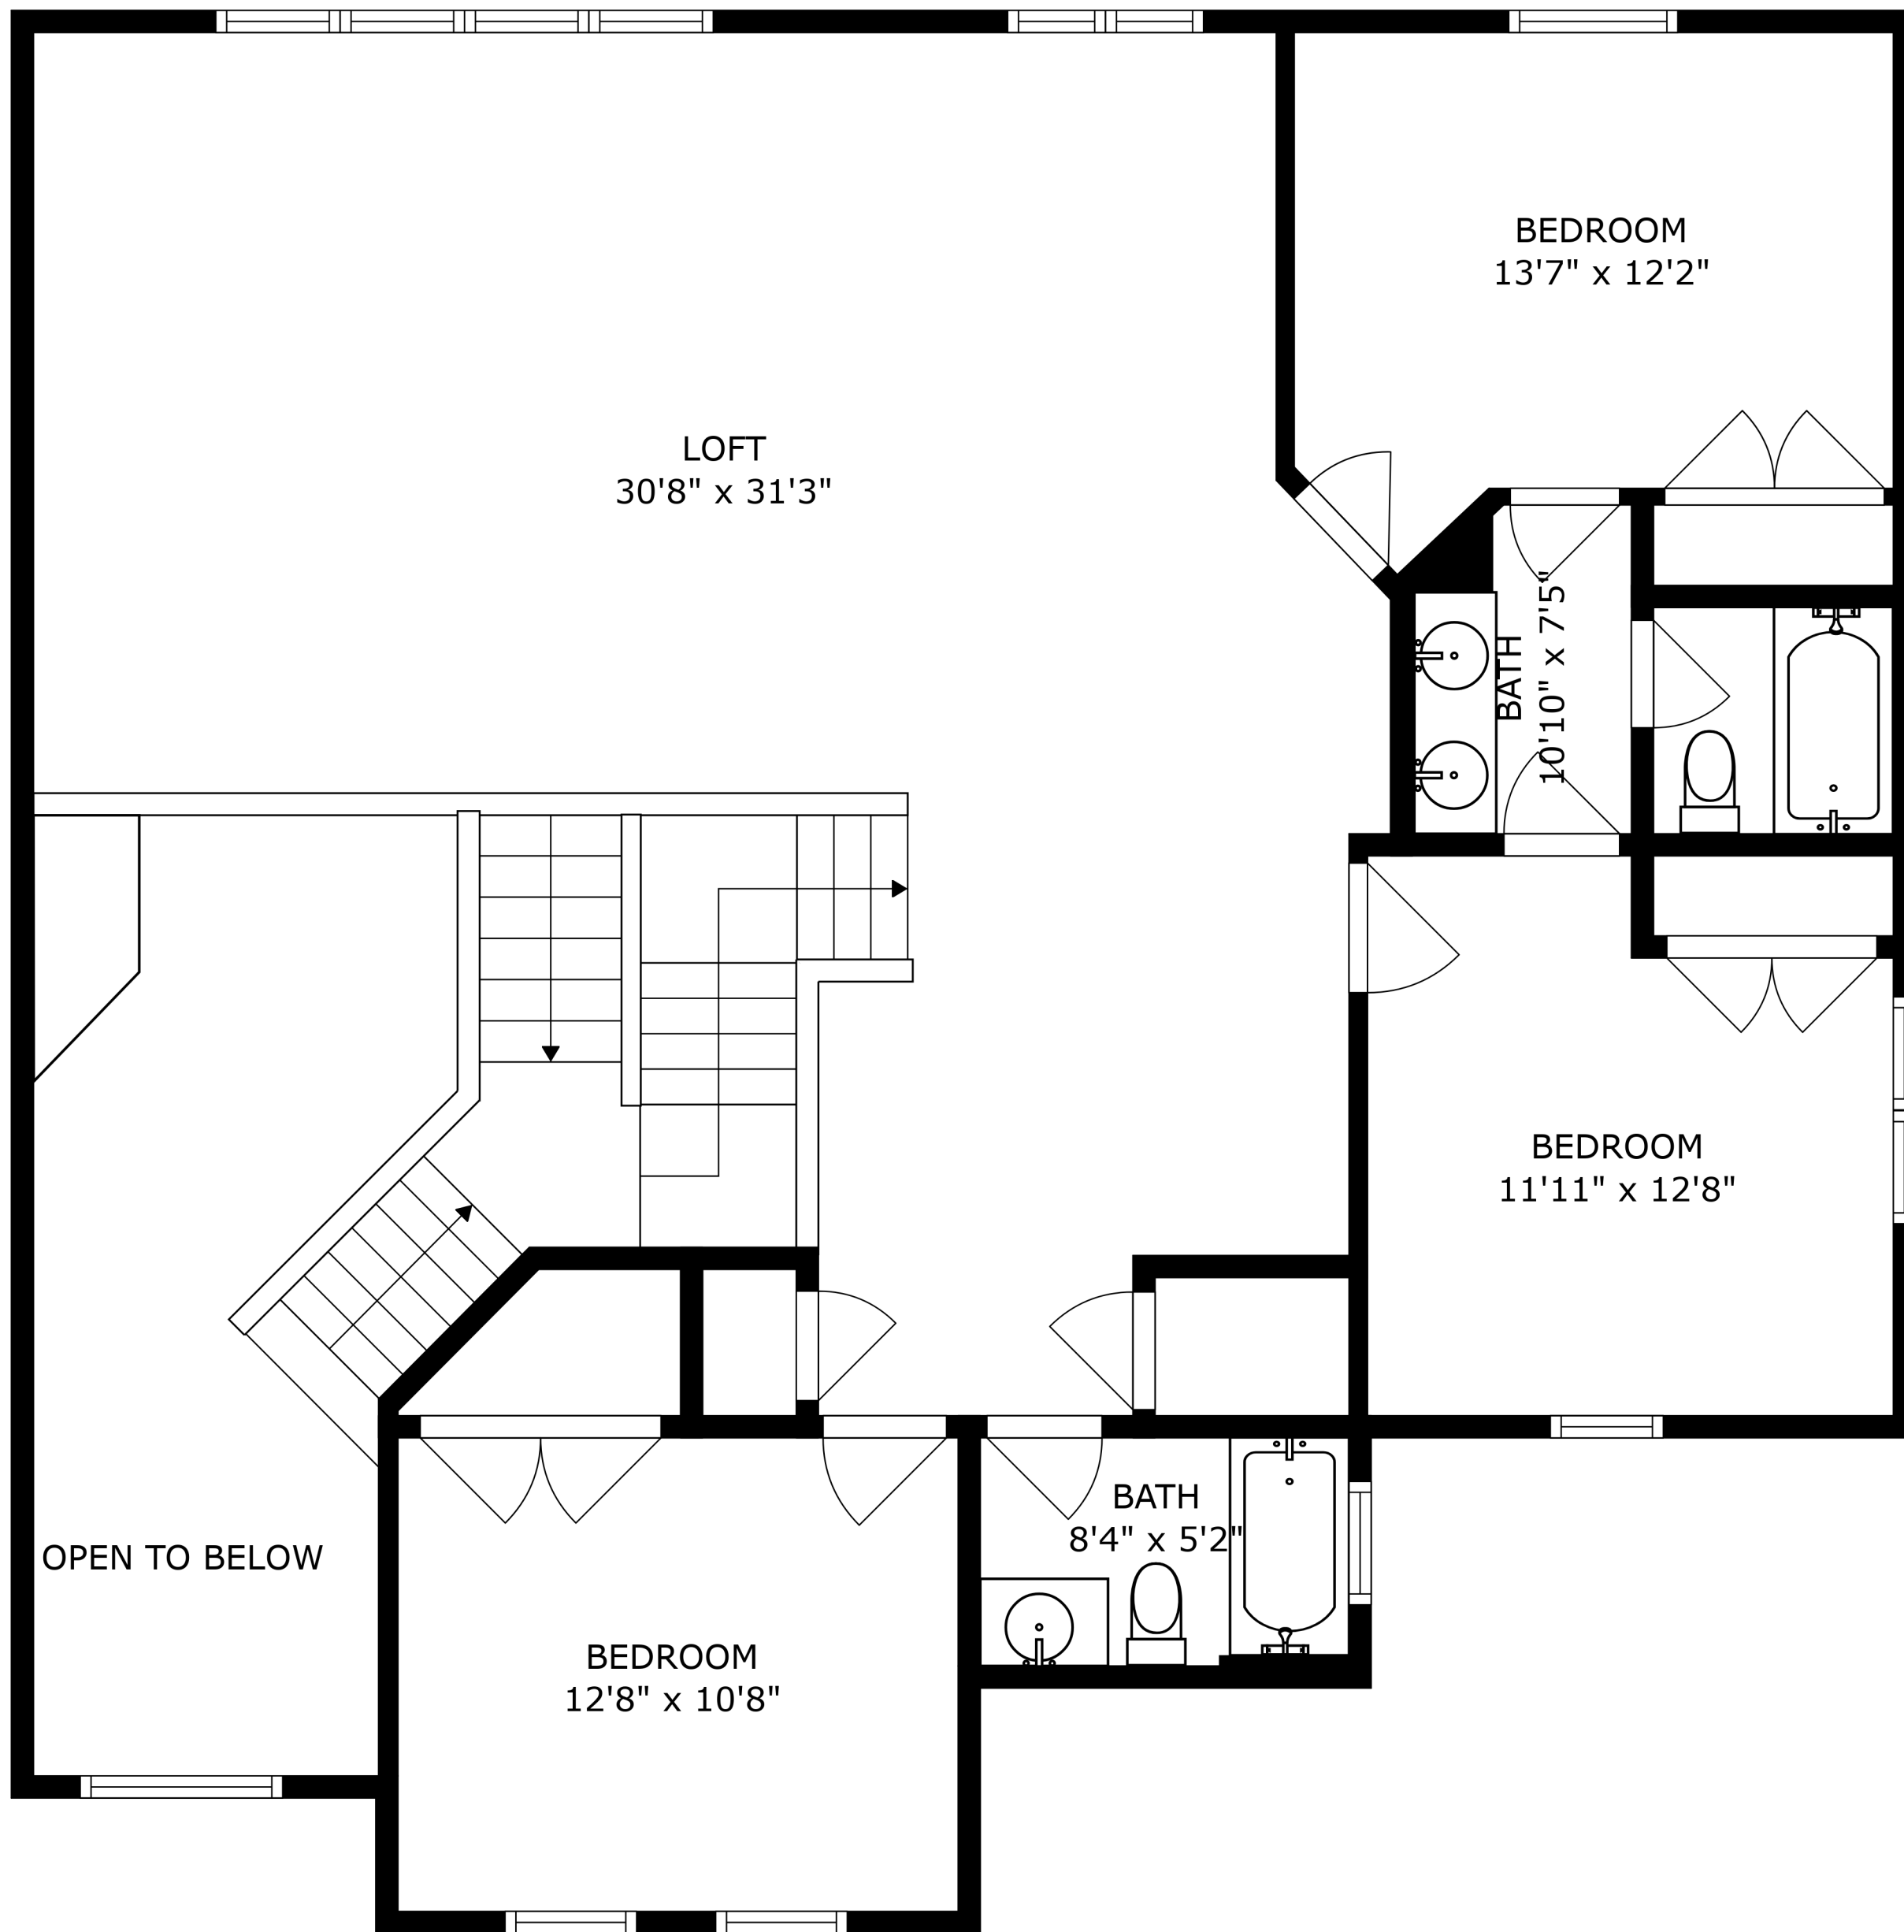 BEDROOM
13'7" x 12'2"
LOFT
30'8" x 31'3"
BATH
10'10" x 7'5"
BEDROOM
11'11" x 12'8"
BATH
8'4" x 5'2"
OPEN TO BELOW
BEDROOM
12'8" x 10'8"